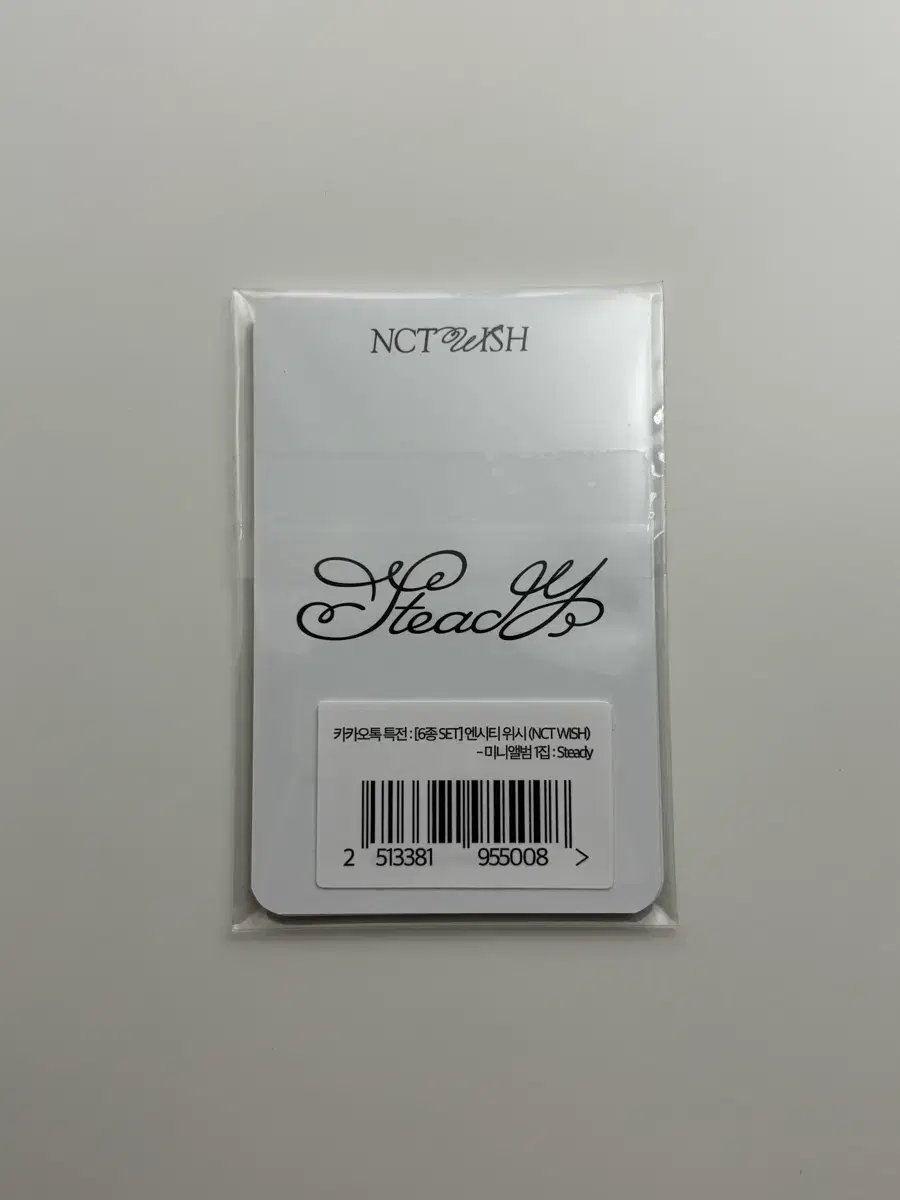 NCT WISH
Steady
카카오톡 특전 : [6종 SET] 엔시티 위시 (NCT WISH)
- 미니앨범 1집 : Steady
2 513381 955008 >